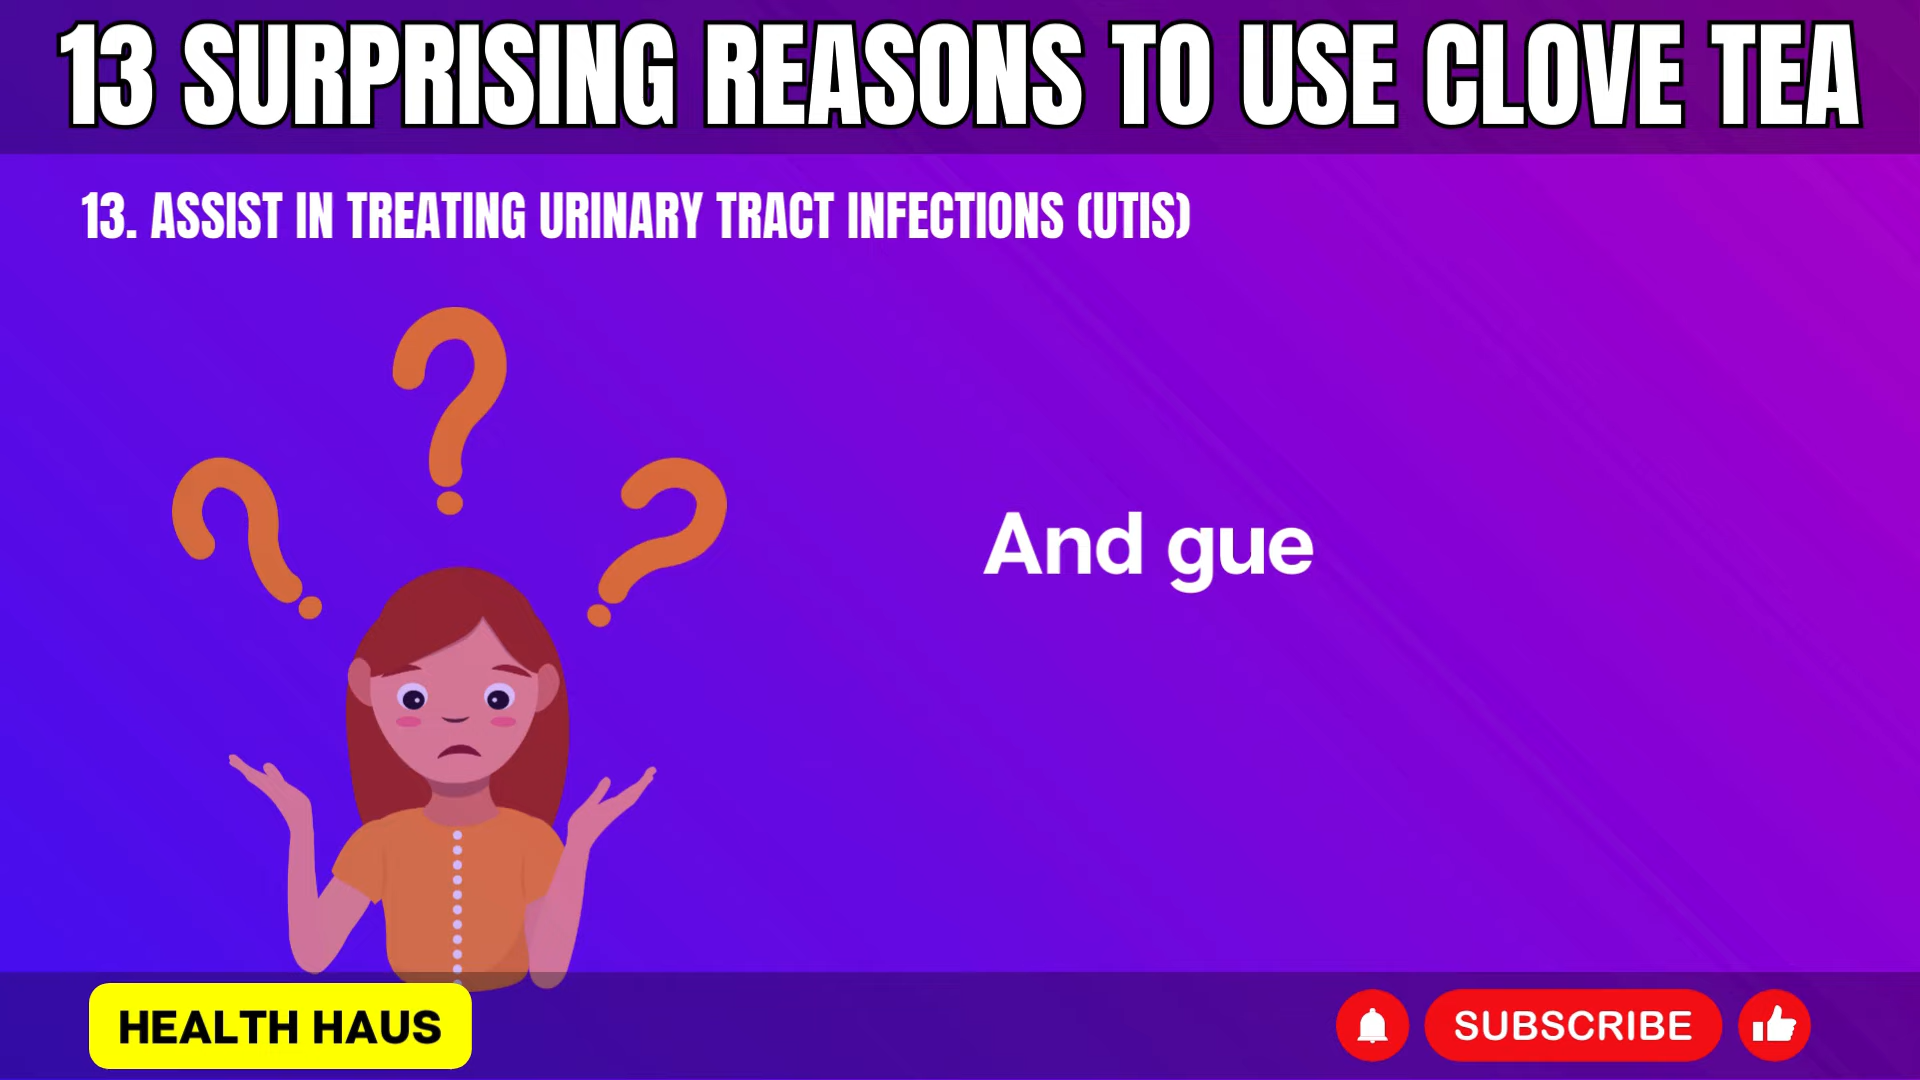 13 SURPRISING REASONS TO USE CLOVE TEA
13. ASSIST IN TREATING URINARY TRACT INFECTIONS (UTIS)
And gue
HEALTH HAUS
SUBSCRIBE